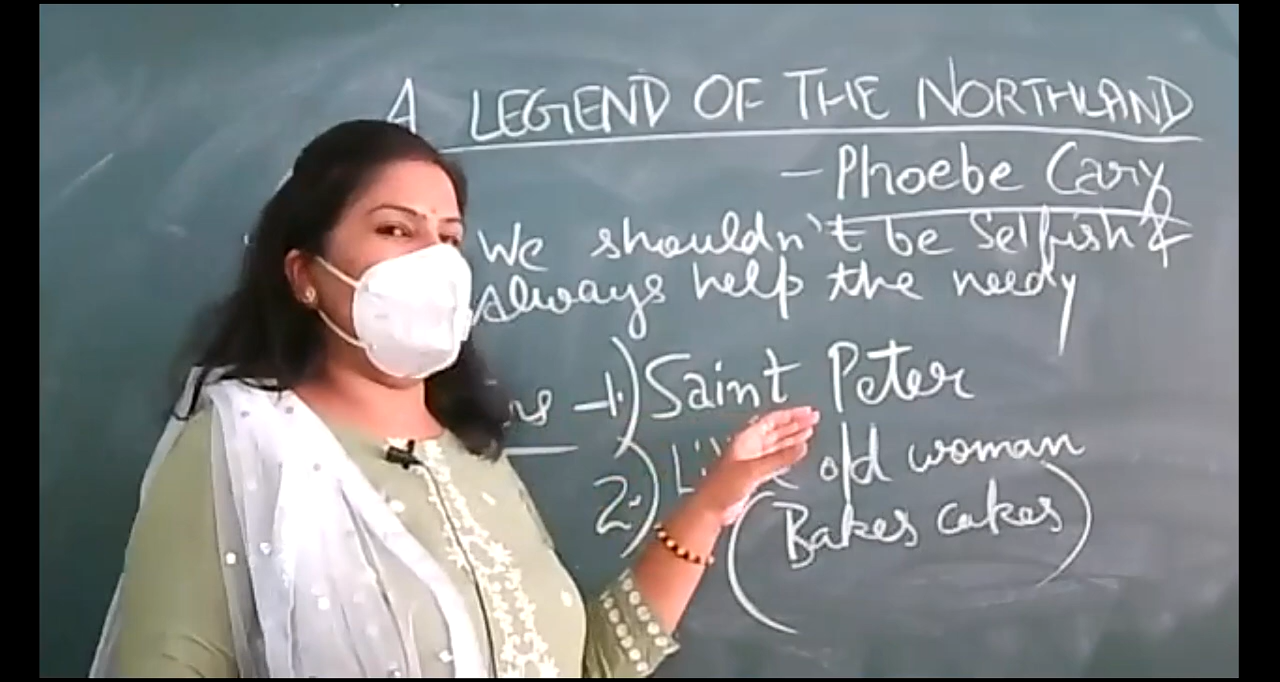 A LEGEND OF THE NORTHLAND
- Phoebe Cary
We shouldn't be Selfish &
Always help the needy
1.) Saint Peter
2.) old woman
(Bakes cakes)